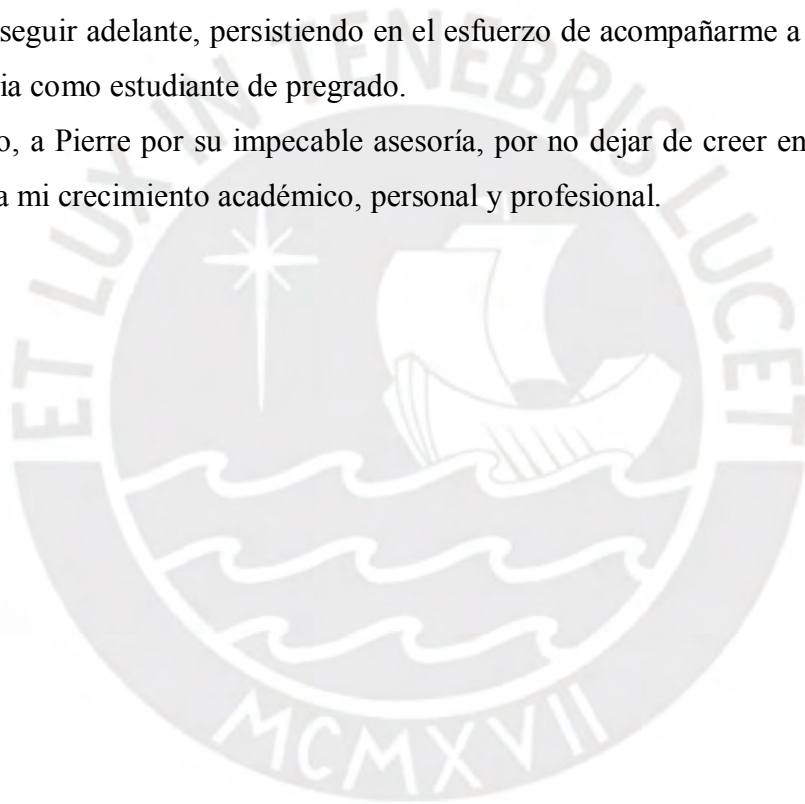 seguir adelante, persistiendo en el esfuerzo de acompañarme a
ia como estudiante de pregrado.
o, a Pierre por su impecable asesoría, por no dejar de creer en
a mi crecimiento académico, personal y profesional.
ET LUX IN TENEBRIS LUCET
MCMXVII